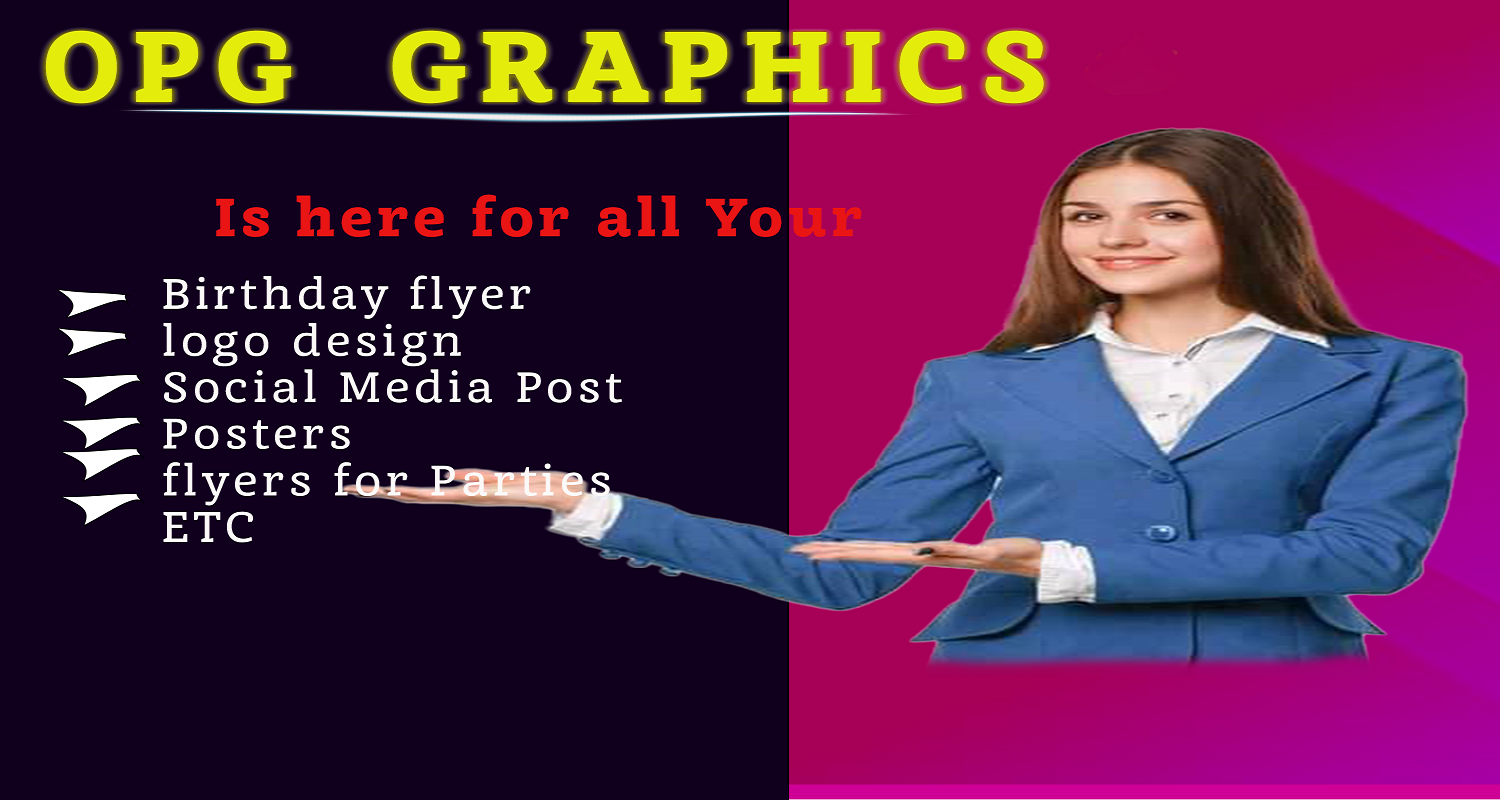 OPG GRAPHICS
Is here for all Your
Birthday flyer
logo design
Social Media Post
Posters
flyers for Parties
ETC